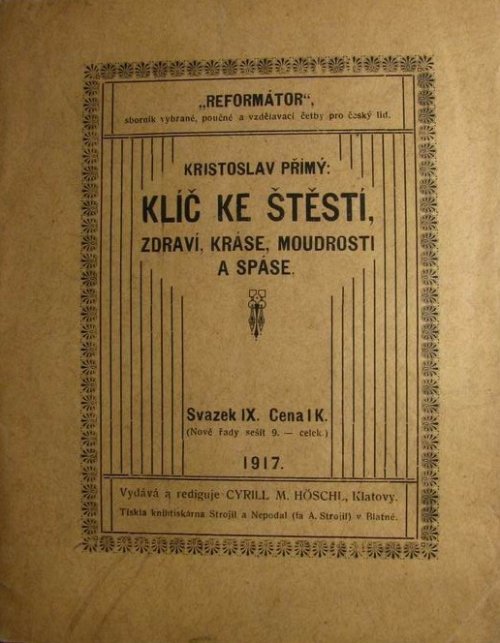 „REFORMÁTOR“,
sborník vybrané, poučné a vzdělávací četby pro český lid.
KRISTOSLAV PŘÍMÝ:
KLÍČ KE ŠTĚSTÍ,
ZDRAVÍ, KRÁSE, MOUDROSTI
A SPÁSE.
Svazek IX. Cena 1 K.
(Nové řady sešit 9. — celek.)
1917.
Vydává a rediguje CYRILL M. HÖSCHL, Klatovy.
Tiskla knihtiskárna Strojil a Nepodal (fa A. Strojil) v Blatné.